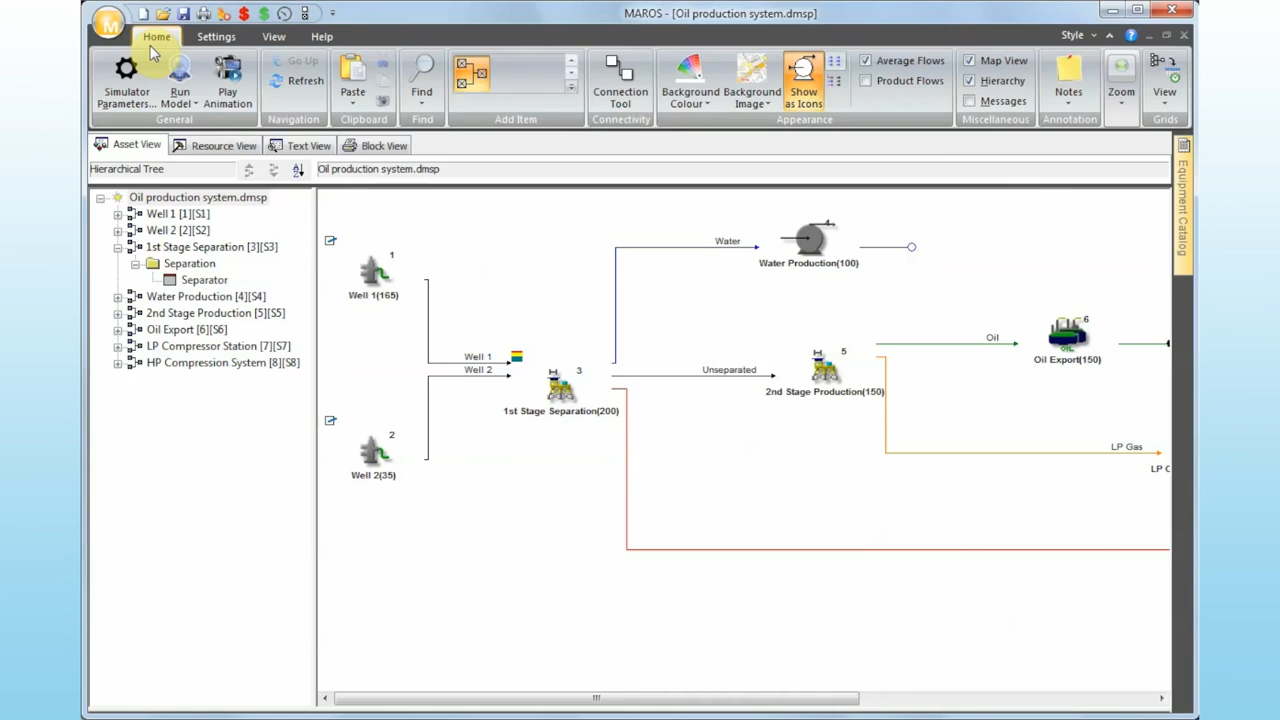 MAROS - [Oil production system.dmsp]
Home Settings View Help Style
Simulator Parameters...
Run Model
Play Animation
General
Go Up
Refresh
Navigation
Paste
Clipboard
Find
Find
Add Item
Connection Tool
Connectivity
Background Colour
Background Image
Show as Icons
Average Flows
Product Flows
Appearance
Map View
Hierarchy
Messages
Miscellaneous
Notes
Annotation
Zoom
View
Grids
Asset View Resource View Text View Block View
Hierarchical Tree
Oil production system.dmsp
Oil production system.dmsp
Well 1 [1][S1]
Well 2 [2][S2]
1st Stage Separation [3][S3]
Separation
Separator
Water Production [4][S4]
2nd Stage Production [5][S5]
Oil Export [6][S6]
LP Compressor Station [7][S7]
HP Compression System [8][S8]
1
Well 1(165)
2
Well 2(35)
Well 1
Well 2
3
1st Stage Separation(200)
Water
4
Water Production(100)
Unseparated
5
2nd Stage Production(150)
Oil
6
OIL
Oil Export(150)
LP Gas
LP C
Equipment Catalog